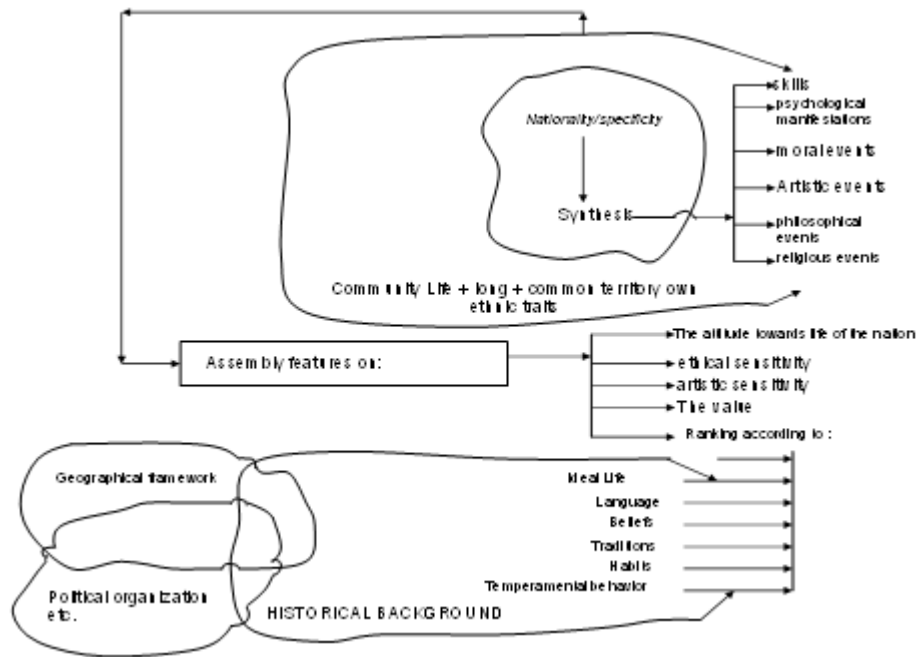 skills
psychological
manifestations
Nationality/specificity
moral events
Artistic events
Synthesis
philosophical
events
religious events
Community Life + long + common territory own
ethnic traits
The attitude towards life of the nation
Assembly features on:
ethical sensitivity
artistic sensitivity
The value
Ranking according to :
Geographical framework
Ideal Life
Language
Beliefs
Traditions
Habits
Temperamental behavior
Political organization
etc.
HISTORICAL BACKGROUND